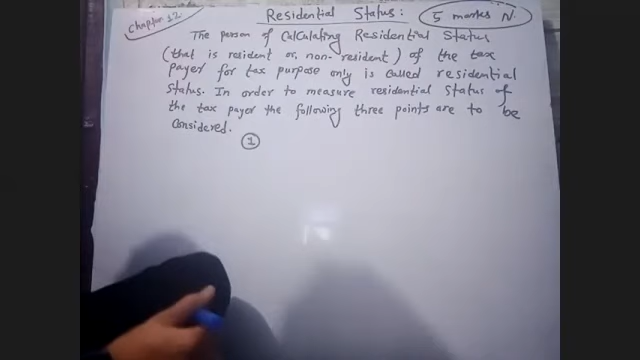 Chapter 12
Residential Status:
5 marks N.
The person of Calculating Residential Status
(that is resident or non-resident) of the tax
payer for tax purpose only is called residential
Status. In order to measure residential status of
the tax payer the following three points are to be
Considered.
1